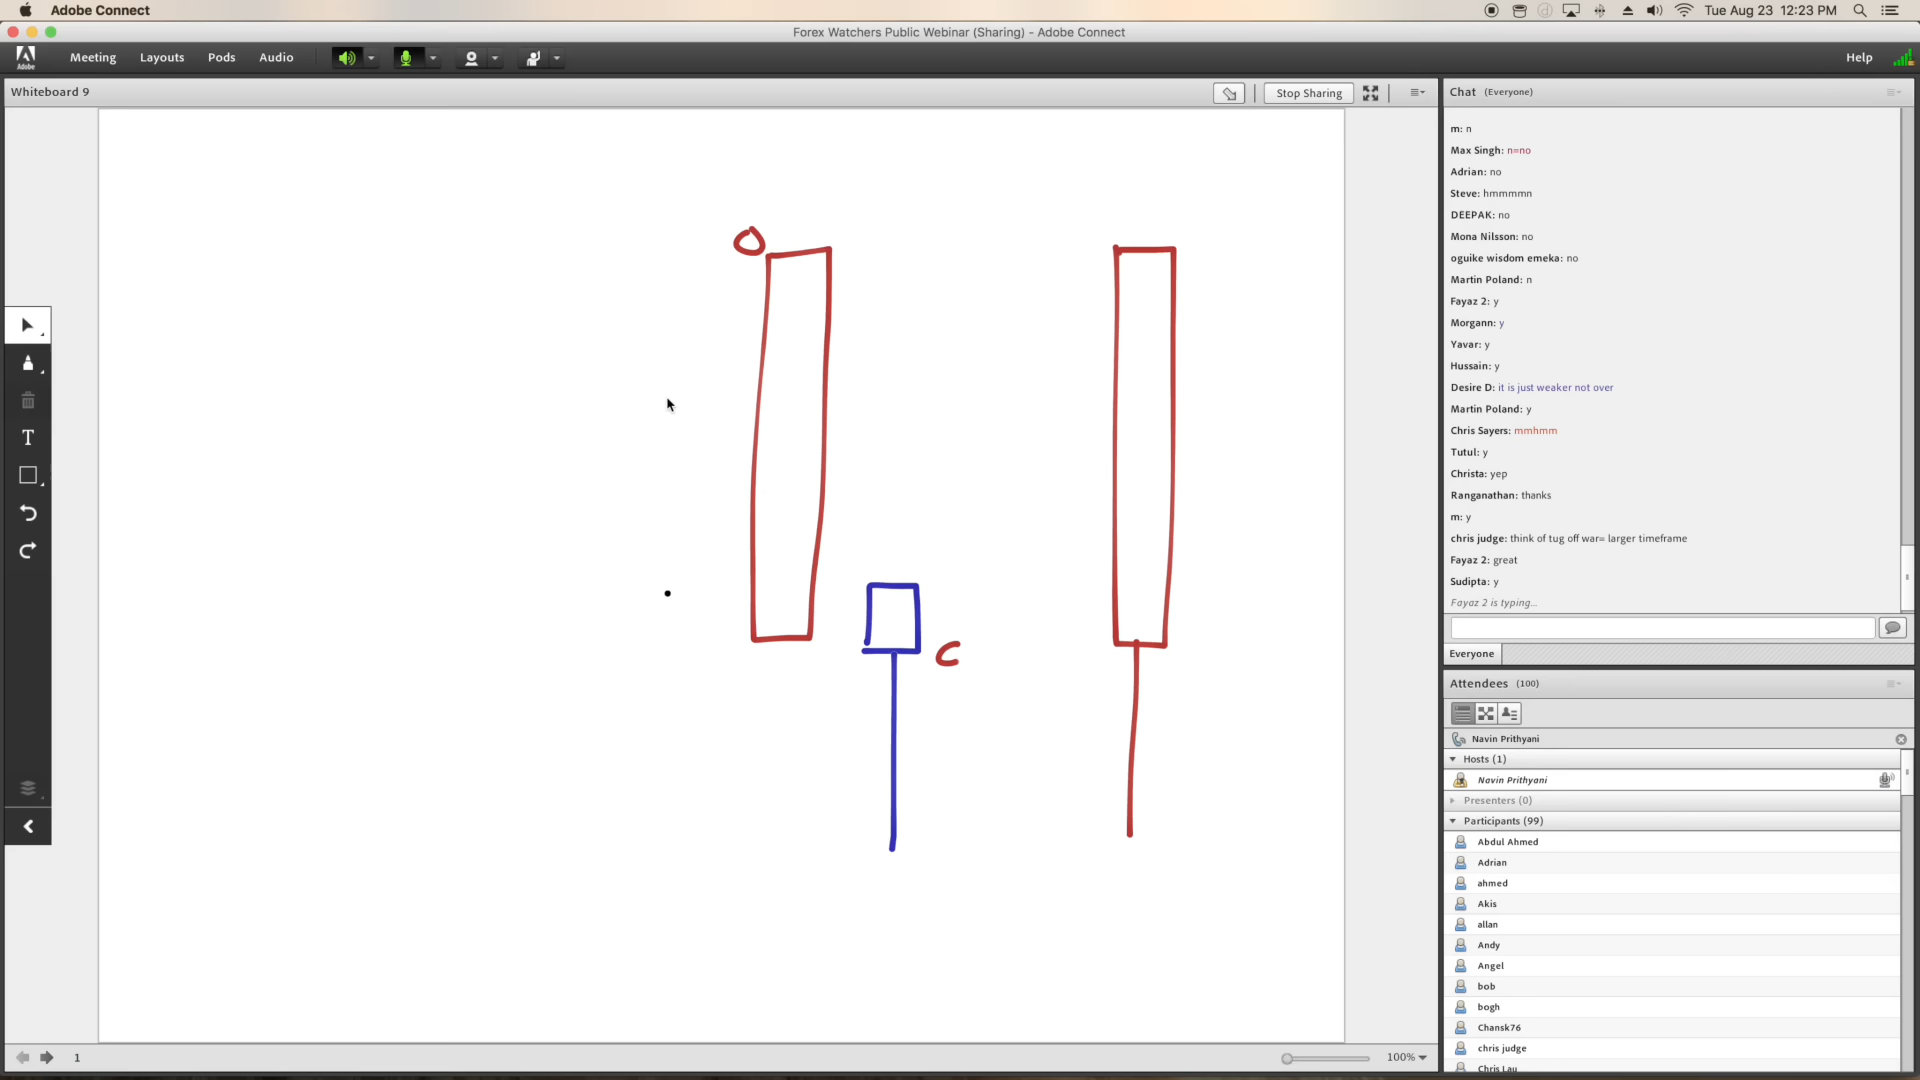 Adobe Connect
Tue Aug 23 12:23 PM
Forex Watchers Public Webinar (Sharing) - Adobe Connect
Adobe
Meeting
Layouts
Pods
Audio
Help
Whiteboard 9
Stop Sharing
O
C
T
1
100%
Chat (Everyone)
m: n
Max Singh: n=no
Adrian: no
Steve: hmmmmn
DEEPAK: no
Mona Nilsson: no
oguike wisdom emeka: no
Martin Poland: n
Fayaz 2: y
Morgann: y
Yavar: y
Hussain: y
Desire D: it is just weaker not over
Martin Poland: y
Chris Sayers: mmhmm
Tutul: y
Christa: yep
Ranganathan: thanks
m: y
chris judge: think of tug off war= larger timeframe
Fayaz 2: great
Sudipta: y
Fayaz 2 is typing...
Everyone
Attendees (100)
Navin Prithyani
Hosts (1)
Navin Prithyani
Presenters (0)
Participants (99)
Abdul Ahmed
Adrian
ahmed
Akis
allan
Andy
Angel
bob
bogh
Chansk76
chris judge
Chris Lau